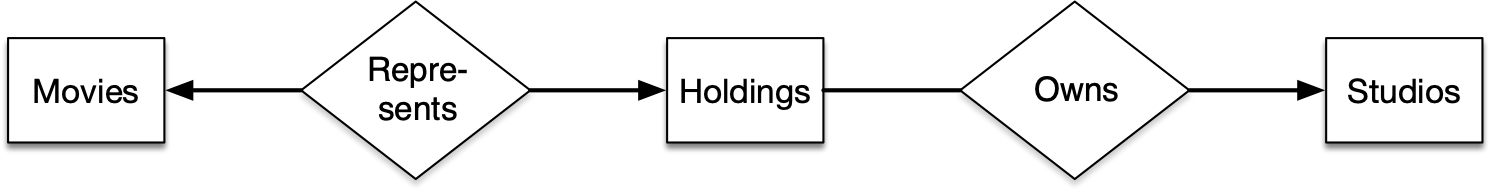 Movies
Repre-
sents
Holdings
Owns
Studios